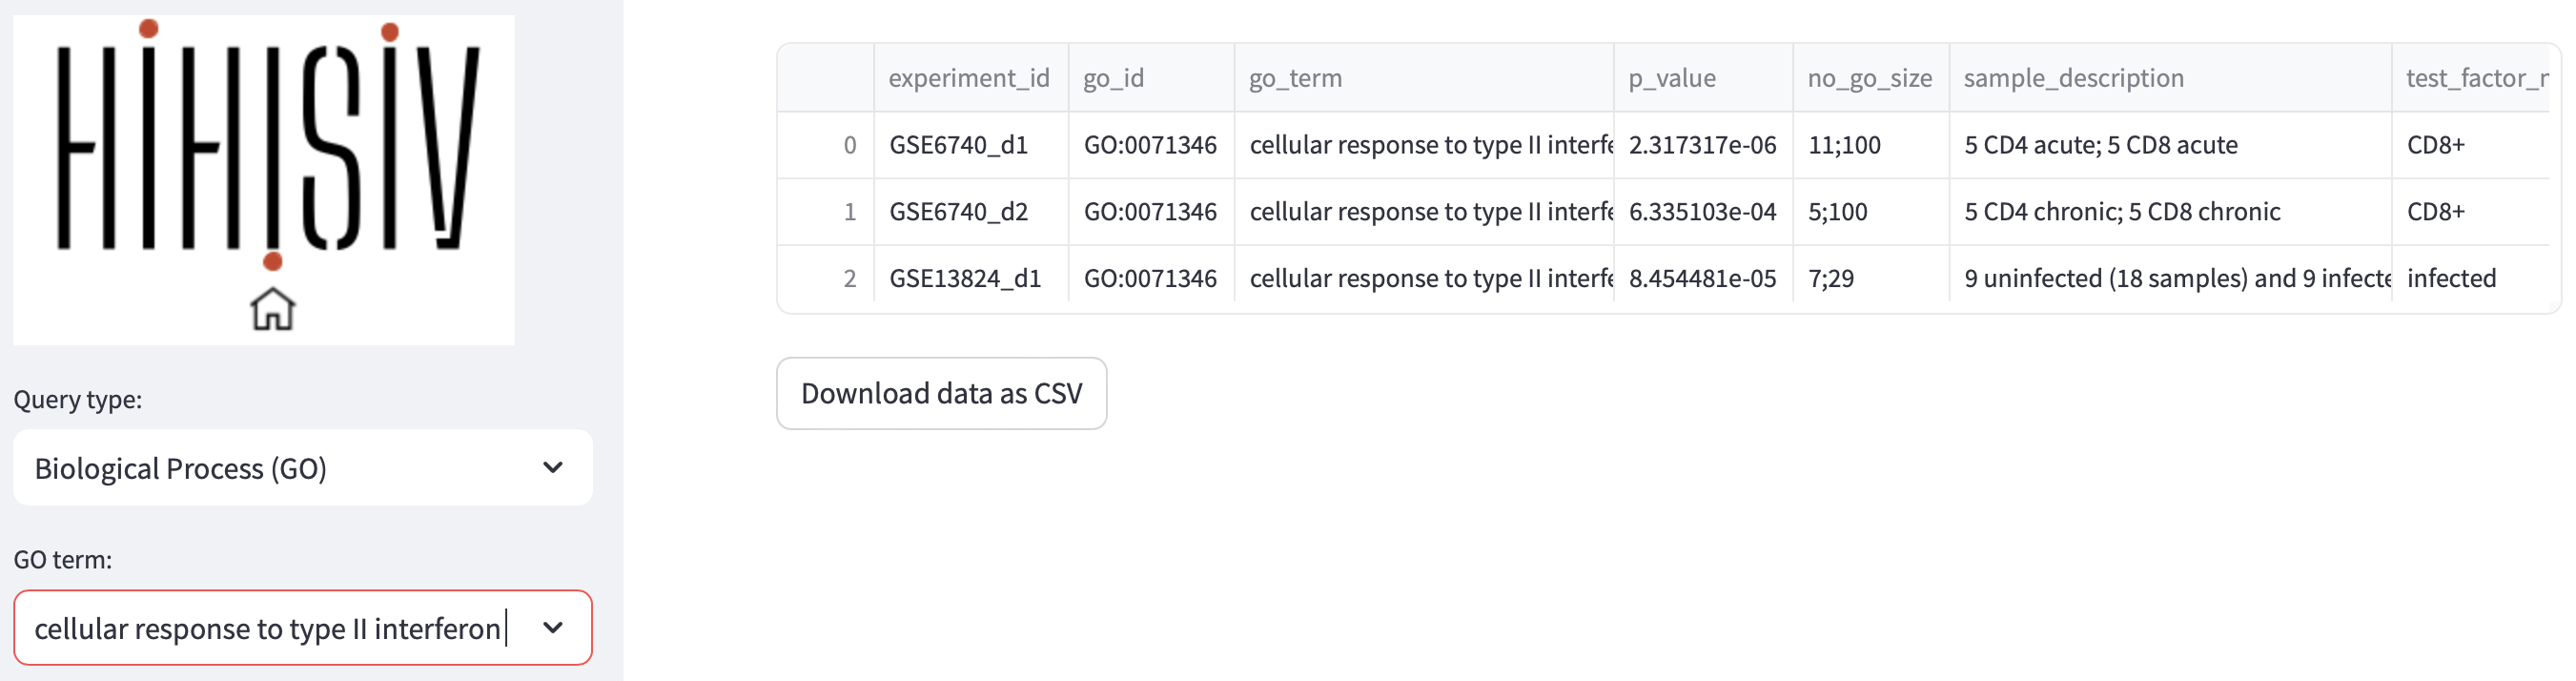 HIHISIV
Query type:
Biological Process (GO)
GO term:
cellular response to type II interferon
experiment_id go_id go_term p_value no_go_size sample_description test_factor_
0 GSE6740_d1 GO:0071346 cellular response to type II interfe 2.317317e-06 11;100 5 CD4 acute; 5 CD8 acute CD8+
1 GSE6740_d2 GO:0071346 cellular response to type II interfe 6.335103e-04 5;100 5 CD4 chronic; 5 CD8 chronic CD8+
2 GSE13824_d1 GO:0071346 cellular response to type II interfe 8.454481e-05 7;29 9 uninfected (18 samples) and 9 infecte infected
Download data as CSV